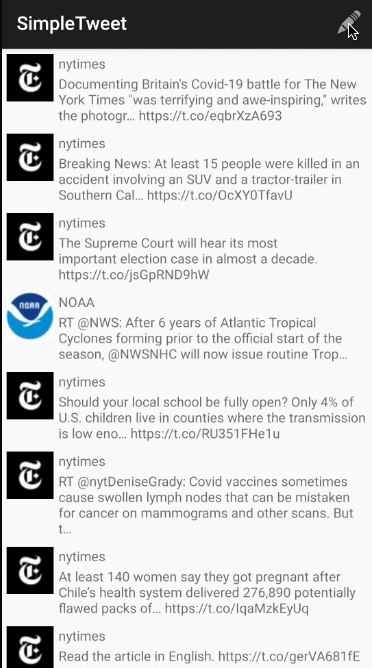 SimpleTweet
nytimes
Documenting Britain's Covid-19 battle for The New
York Times "was terrifying and awe-inspiring," writes
the photogr... https://t.co/eqbrXzA693
nytimes
Breaking News: At least 15 people were killed in an
accident involving an SUV and a tractor-trailer in
Southern Cal... https://t.co/OcXY0TfavU
nytimes
The Supreme Court will hear its most
important election case in almost a decade.
https://t.co/jsGpRND9hW
NOAA
NOAA
RT @NWS: After 6 years of Atlantic Tropical
Cyclones forming prior to the official start of the
season, @NWSNHC will now issue routine Trop...
nytimes
Should your local school be fully open? Only 4% of
U.S. children live in counties where the transmission
is low eno... https://t.co/RU351FHe1u
nytimes
RT @nytDeniseGrady: Covid vaccines sometimes
cause swollen lymph nodes that can be mistaken
for cancer on mammograms and other scans. But
t...
nytimes
At least 140 women say they got pregnant after
Chile's health system delivered 276,890 potentially
flawed packs of... https://t.co/IqaMzkEyUq
nytimes
Read the article in English. https://t.co/gerVA681fE